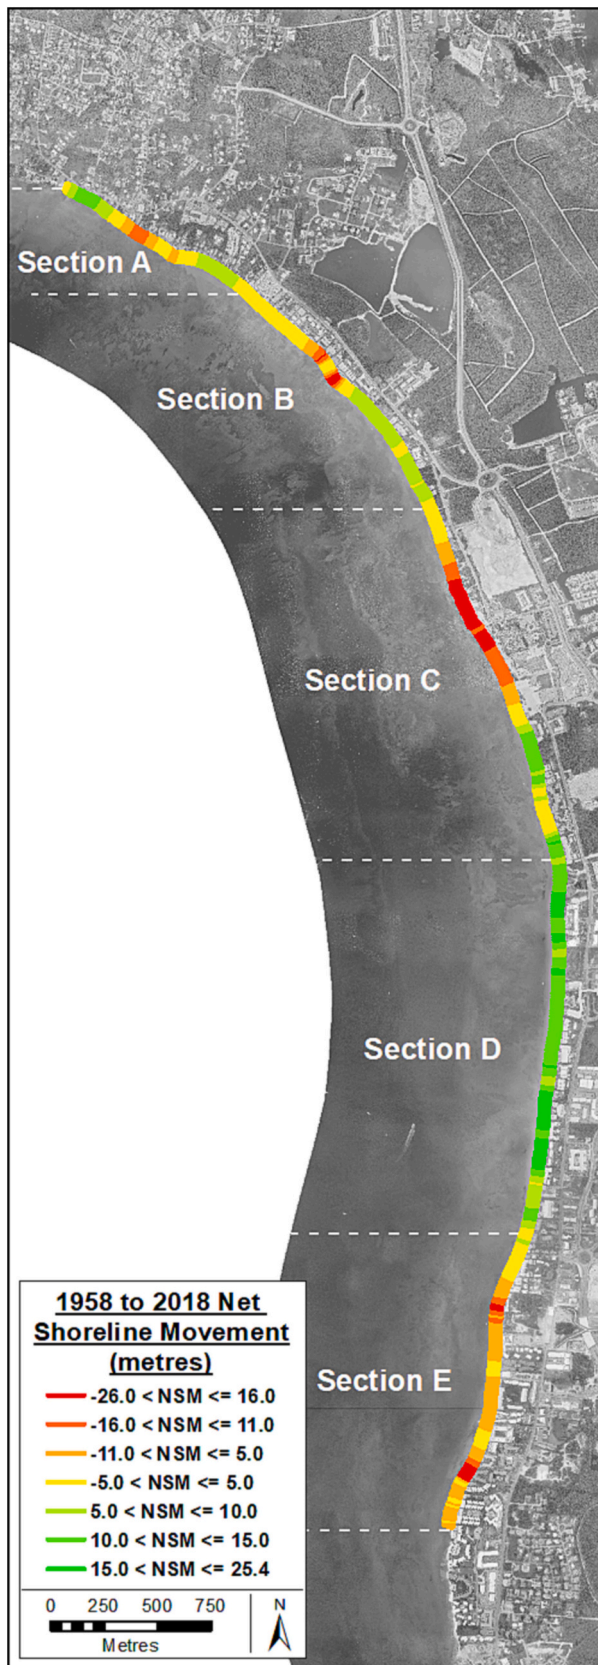 Section A
Section B
Section C
Section D
Section E
1958 to 2018 Net
Shoreline Movement
(metres)
-26.0 < NSM <= 16.0
-16.0 < NSM <= 11.0
-11.0 < NSM <= 5.0
-5.0 < NSM <= 5.0
5.0 < NSM <= 10.0
10.0 < NSM <= 15.0
15.0 < NSM <= 25.4
0 250 500 750
Metres
N